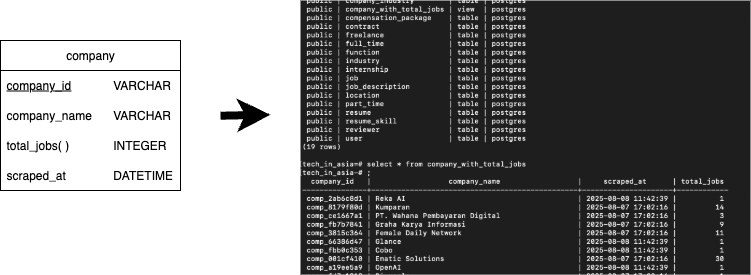 company
company_id VARCHAR
company_name VARCHAR
total_jobs( ) INTEGER
scraped_at DATETIME
public | company_industry | table | postgres
public | company_with_total_jobs | view | postgres
public | compensation_package | table | postgres
public | contract | table | postgres
public | freelance | table | postgres
public | full_time | table | postgres
public | function | table | postgres
public | industry | table | postgres
public | internship | table | postgres
public | job | table | postgres
public | job_description | table | postgres
public | location | table | postgres
public | part_time | table | postgres
public | resume | table | postgres
public | resume_skill | table | postgres
public | reviewer | table | postgres
public | user | table | postgres
(19 rows)
[tech_in_asia=# select * from company_with_total_jobs
[tech_in_asia-# ;
company_id | company_name | scraped_at | total_jobs
comp_2ab6c8d1 | Reka AI | 2025-08-08 11:42:39 | 1
comp_8179f80d | Kumparan | 2025-08-07 17:02:16 | 14
comp_ce1667a1 | PT. Wahana Pembayaran Digital | 2025-08-07 17:02:16 | 3
comp_fb7b7841 | Graha Karya Informasi | 2025-08-07 17:02:16 | 9
comp_3815c364 | Female Daily Network | 2025-08-07 17:02:16 | 11
comp_66386d47 | Glance | 2025-08-08 11:42:39 | 1
comp_fbb0c353 | Cobo | 2025-08-08 11:42:39 | 1
comp_001cf410 | Ematic Solutions | 2025-08-07 17:02:16 | 30
comp_a19ee5a9 | OpenAI | 2025-08-08 11:42:39 | 1